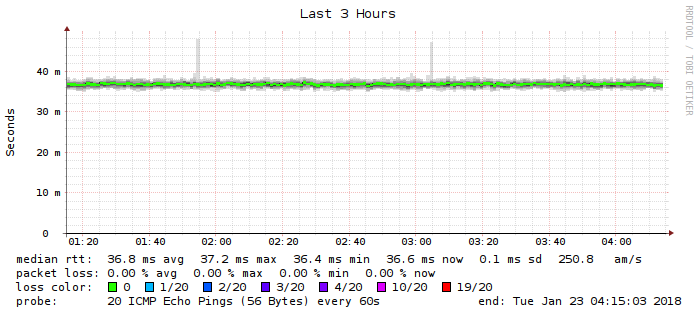 Last 3 Hours
RRDTOOL / TOBI OETIKER
Seconds
40 m
30 m
20 m
10 m
0
01:20 01:40 02:00 02:20 02:40 03:00 03:20 03:40 04:00
median rtt: 36.8 ms avg 37.2 ms max 36.4 ms min 36.6 ms now 0.1 ms sd 250.8 am/s
packet loss: 0.00 % avg 0.00 % max 0.00 % min 0.00 % now
loss color: 0 1/20 2/20 3/20 4/20 10/20 19/20
probe: 20 ICMP Echo Pings (56 Bytes) every 60s end: Tue Jan 23 04:15:03 2018